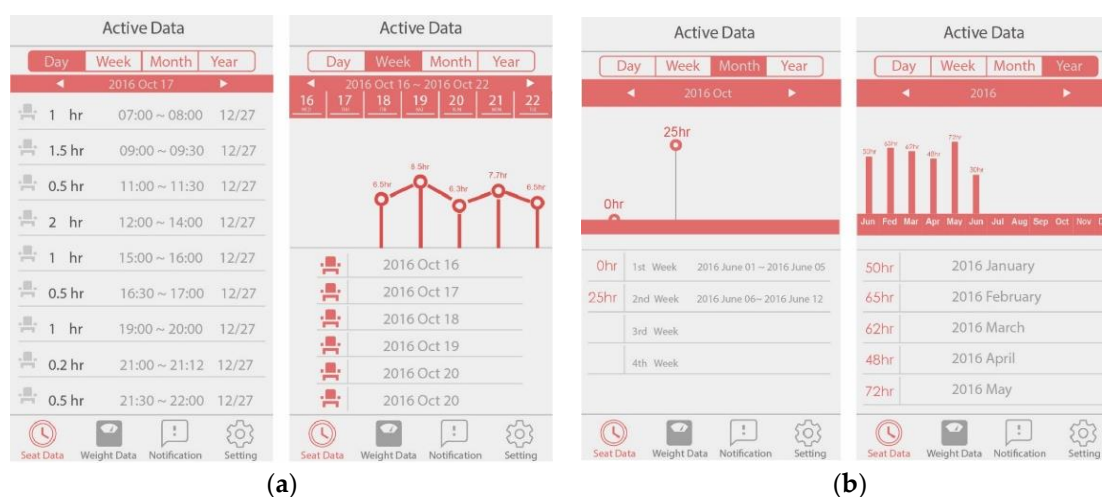 Active Data
Day Week Month Year
2016 Oct 17
1 hr 07:00 ~ 08:00 12/27
1.5 hr 09:00 ~ 09:30 12/27
0.5 hr 11:00 ~ 11:30 12/27
2 hr 12:00 ~ 14:00 12/27
1 hr 15:00 ~ 16:00 12/27
0.5 hr 16:30 ~ 17:00 12/27
1 hr 19:00 ~ 20:00 12/27
0.2 hr 21:00 ~ 21:12 12/27
0.5 hr 21:30 ~ 22:00 12/27
Seat Data Weight Data Notification Setting
Active Data
Day Week Month Year
2016 Oct 16 ~ 2016 Oct 22
16 17 18 19 20 21 22
6.5hr 8.5hr 6.3hr 7.7hr 6.5hr
2016 Oct 16
2016 Oct 17
2016 Oct 18
2016 Oct 19
2016 Oct 20
2016 Oct 20
Seat Data Weight Data Notification Setting
(a)
Active Data
Day Week Month Year
2016 Oct
25hr
0hr
0hr 1st Week 2016 June 01 ~ 2016 June 05
25hr 2nd Week 2016 June 06~ 2016 June 12
3rd Week
4th Week
Seat Data Weight Data Notification Setting
Active Data
Day Week Month Year
2016
50hr 65hr 62hr 48hr 72hr 30hr
Jun Fed Mar Apr May Jun Jul Aug Sep Oct Nov D
50hr 2016 January
65hr 2016 February
62hr 2016 March
48hr 2016 April
72hr 2016 May
Seat Data Weight Data Notification Setting
(b)